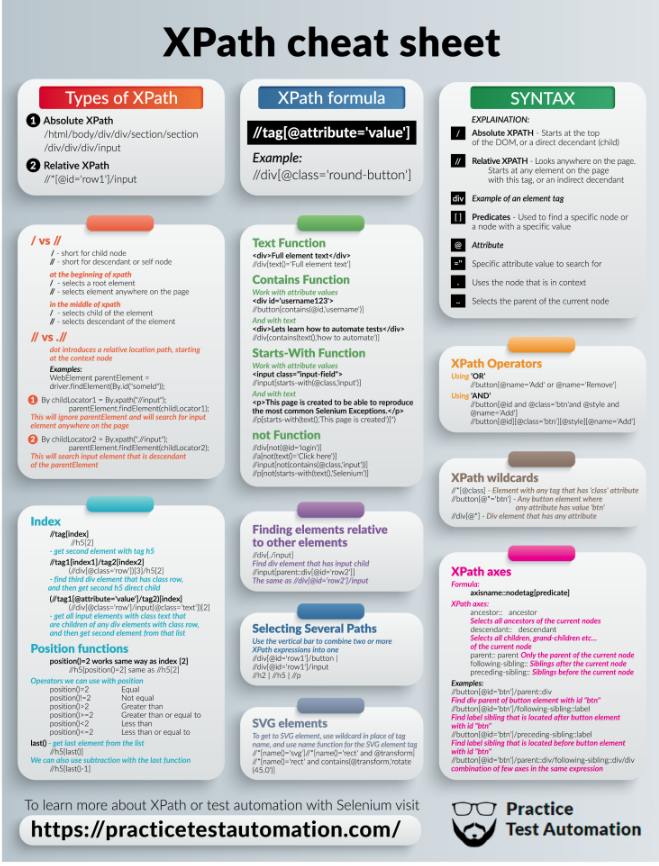 XPath cheat sheet
Types of XPath
1 Absolute XPath
/html/body/div/div/section/section
/div/div/div/input
2 Relative XPath
//*[@id='row1']/input
XPath formula
//tag[@attribute='value']
Example:
//div[@class='round-button']
SYNTAX
EXPLAINATION:
/ Absolute XPATH - Starts at the top
of the DOM, or a direct decendant (child)
// Relative XPATH - Looks anywhere on the page.
Starts at any element on the page
with this tag, or an indirect decendant
div Example of an element tag
[ ] Predicates - Used to find a specific node or
a node with a specific value
@ Attribute
='' Specific attribute value to search for
. Uses the node that is in context
.. Selects the parent of the current node
/ vs //
/ - short for child node
// - short for descendant or self node
at the beginning of xpath
/ - selects a root element
// - selects element anywhere on the page
in the middle of xpath
/ - selects child of the element
// - selects descendant of the element
// vs .//
dot introduces a relative location path, starting
at the context node
Examples:
WebElement parentElement =
driver.findElement(By.id("someId"));
1 By childLocator1 = By.xpath("//input");
parentElement.findElement(childLocator1);
This will ignore parentElement and will search for input
element anywhere on the page
2 By childLocator2 = By.xpath(".//input");
parentElement.findElement(childLocator2);
This will search input element that is descendant
of the parentElement
Text Function
<div>Full element text</div>
//div[text()='Full element text']
Contains Function
Work with attribute values
<div id='username123'>
//button[contains(@id,'username')]
And with text
<div>Lets learn how to automate tests</div>
//div[contains(text(),'how to automate')]
Starts-With Function
Work with attribute values
<input class="input-field">
//input[starts-with(@class,'input')]
And with text
<p>This page is created to be able to reproduce
the most common Selenium Exceptions.</p>
//p[starts-with(text(),'This page is created')]")
not Function
//div[not(@id='login')]
//a[not(text()='Click here')]
//input[not(contains(@class,'input'))]
//p[not(starts-with(text(),'Selenium'))]
XPath Operators
Using 'OR'
//button[@name='Add' or @name='Remove']
Using 'AND'
//button[@id and @class='btn'and @style and
@name='Add']
//button[@id][@class='btn'][@style][@name='Add']
XPath wildcards
//*[@class] - Element with any tag that has 'class' attribute
//button[@*='btn'] - Any button element where
any attribute has value 'btn'
//div[@*] - Div element that has any attribute
Index
//tag[index]
//h5[2]
- get second element with tag h5
//tag1[index1]/tag2[index2]
(//div[@class='row'])[3]/h5[2]
- find third div element that has class row,
and then get second h5 direct child
(//tag1[@attribute='value']/tag2)[index]
(//div[@class='row']/input[@class='text'])[2]
- get all input elements with class text that
are children of any div elements with class row,
and then get second from that list
Position functions
position()=2 works same way as index [2]
//h5[position()=2] same as //h5[2]
Operators we can use with position
position()=2 Equal
position()!=2 Not equal
position()>2 Greater than
position()>=2 Greater than or equal to
position()<2 Less than
position()<=2 Less than or equal to
last() - get last element from the list
//h5[last()]
We can also use subtraction with the last function
//h5[last()-1]
Finding elements relative
to other elements
//div[./input]
Find div element that has input child
//input[parent::div[@id='row2']]
The same as //div[@id='row2']/input
Selecting Several Paths
Use the vertical bar to combine two or more
XPath expressions into one
//div[@id='row1']/button |
//div[@id='row1']/input
//h2 | //h5 | //p
SVG elements
To get to SVG element, use wildcard in place of tag
name, and use name function for the SVG element tag
//*[name()='svg']//*[name()='rect' and @transform]
//*[name()='rect' and contains(@transform,'rotate
(45.0')]
XPath axes
Formula:
axisname::nodetag[predicate]
XPath axes:
ancestor:: ancestor
Selects all ancestors of the current nodes
descendant:: descendant
Selects all children, grand-children etc...
of the current node
parent:: parent Only the parent of the current node
following-sibling:: Siblings after the current node
preceding-sibling:: Siblings before the current node
Examples:
//button[@id='btn']/parent::div
Find div parent of button element with id "btn"
//button[@id='btn']/following-sibling::label
Find label sibling that is located after button element
with id "btn"
//button[@id='btn']/preceding-sibling::label
Find label sibling that is located before button element
with id "btn"
//button[@id='btn']/parent::div/following-sibling::div/div
combination of few axes in the same expression
To learn more about XPath or test automation with Selenium visit
https://practicetestautomation.com/
Practice
Test Automation